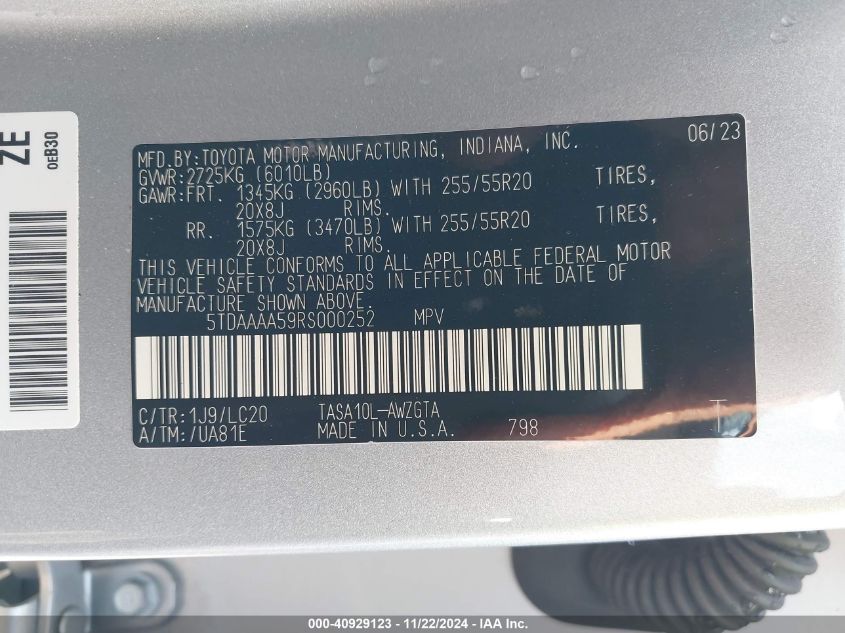 ZE
0EB30
MFD.BY:TOYOTA MOTOR MANUFACTURING, INDIANA, INC. 06/23
GVWR:2725KG (6010LB)
GAWR:FRT. 1345KG (2960LB) WITH 255/55R20 TIRES,
20X8J RIMS.
RR. 1575KG (3470LB) WITH 255/55R20 TIRES,
20X8J RIMS.
THIS VEHICLE CONFORMS TO ALL APPLICABLE FEDERAL MOTOR
VEHICLE SAFETY STANDARDS IN EFFECT ON THE DATE OF
MANUFACTURE SHOWN ABOVE.
5TDAAAA59RS000252 MPV
C/TR:1J9/LC20 TASA10L-AWZGTA
A/TM:/UA81E MADE IN U.S.A. 798 T
000-40929123 - 11/22/2024 - IAA Inc.